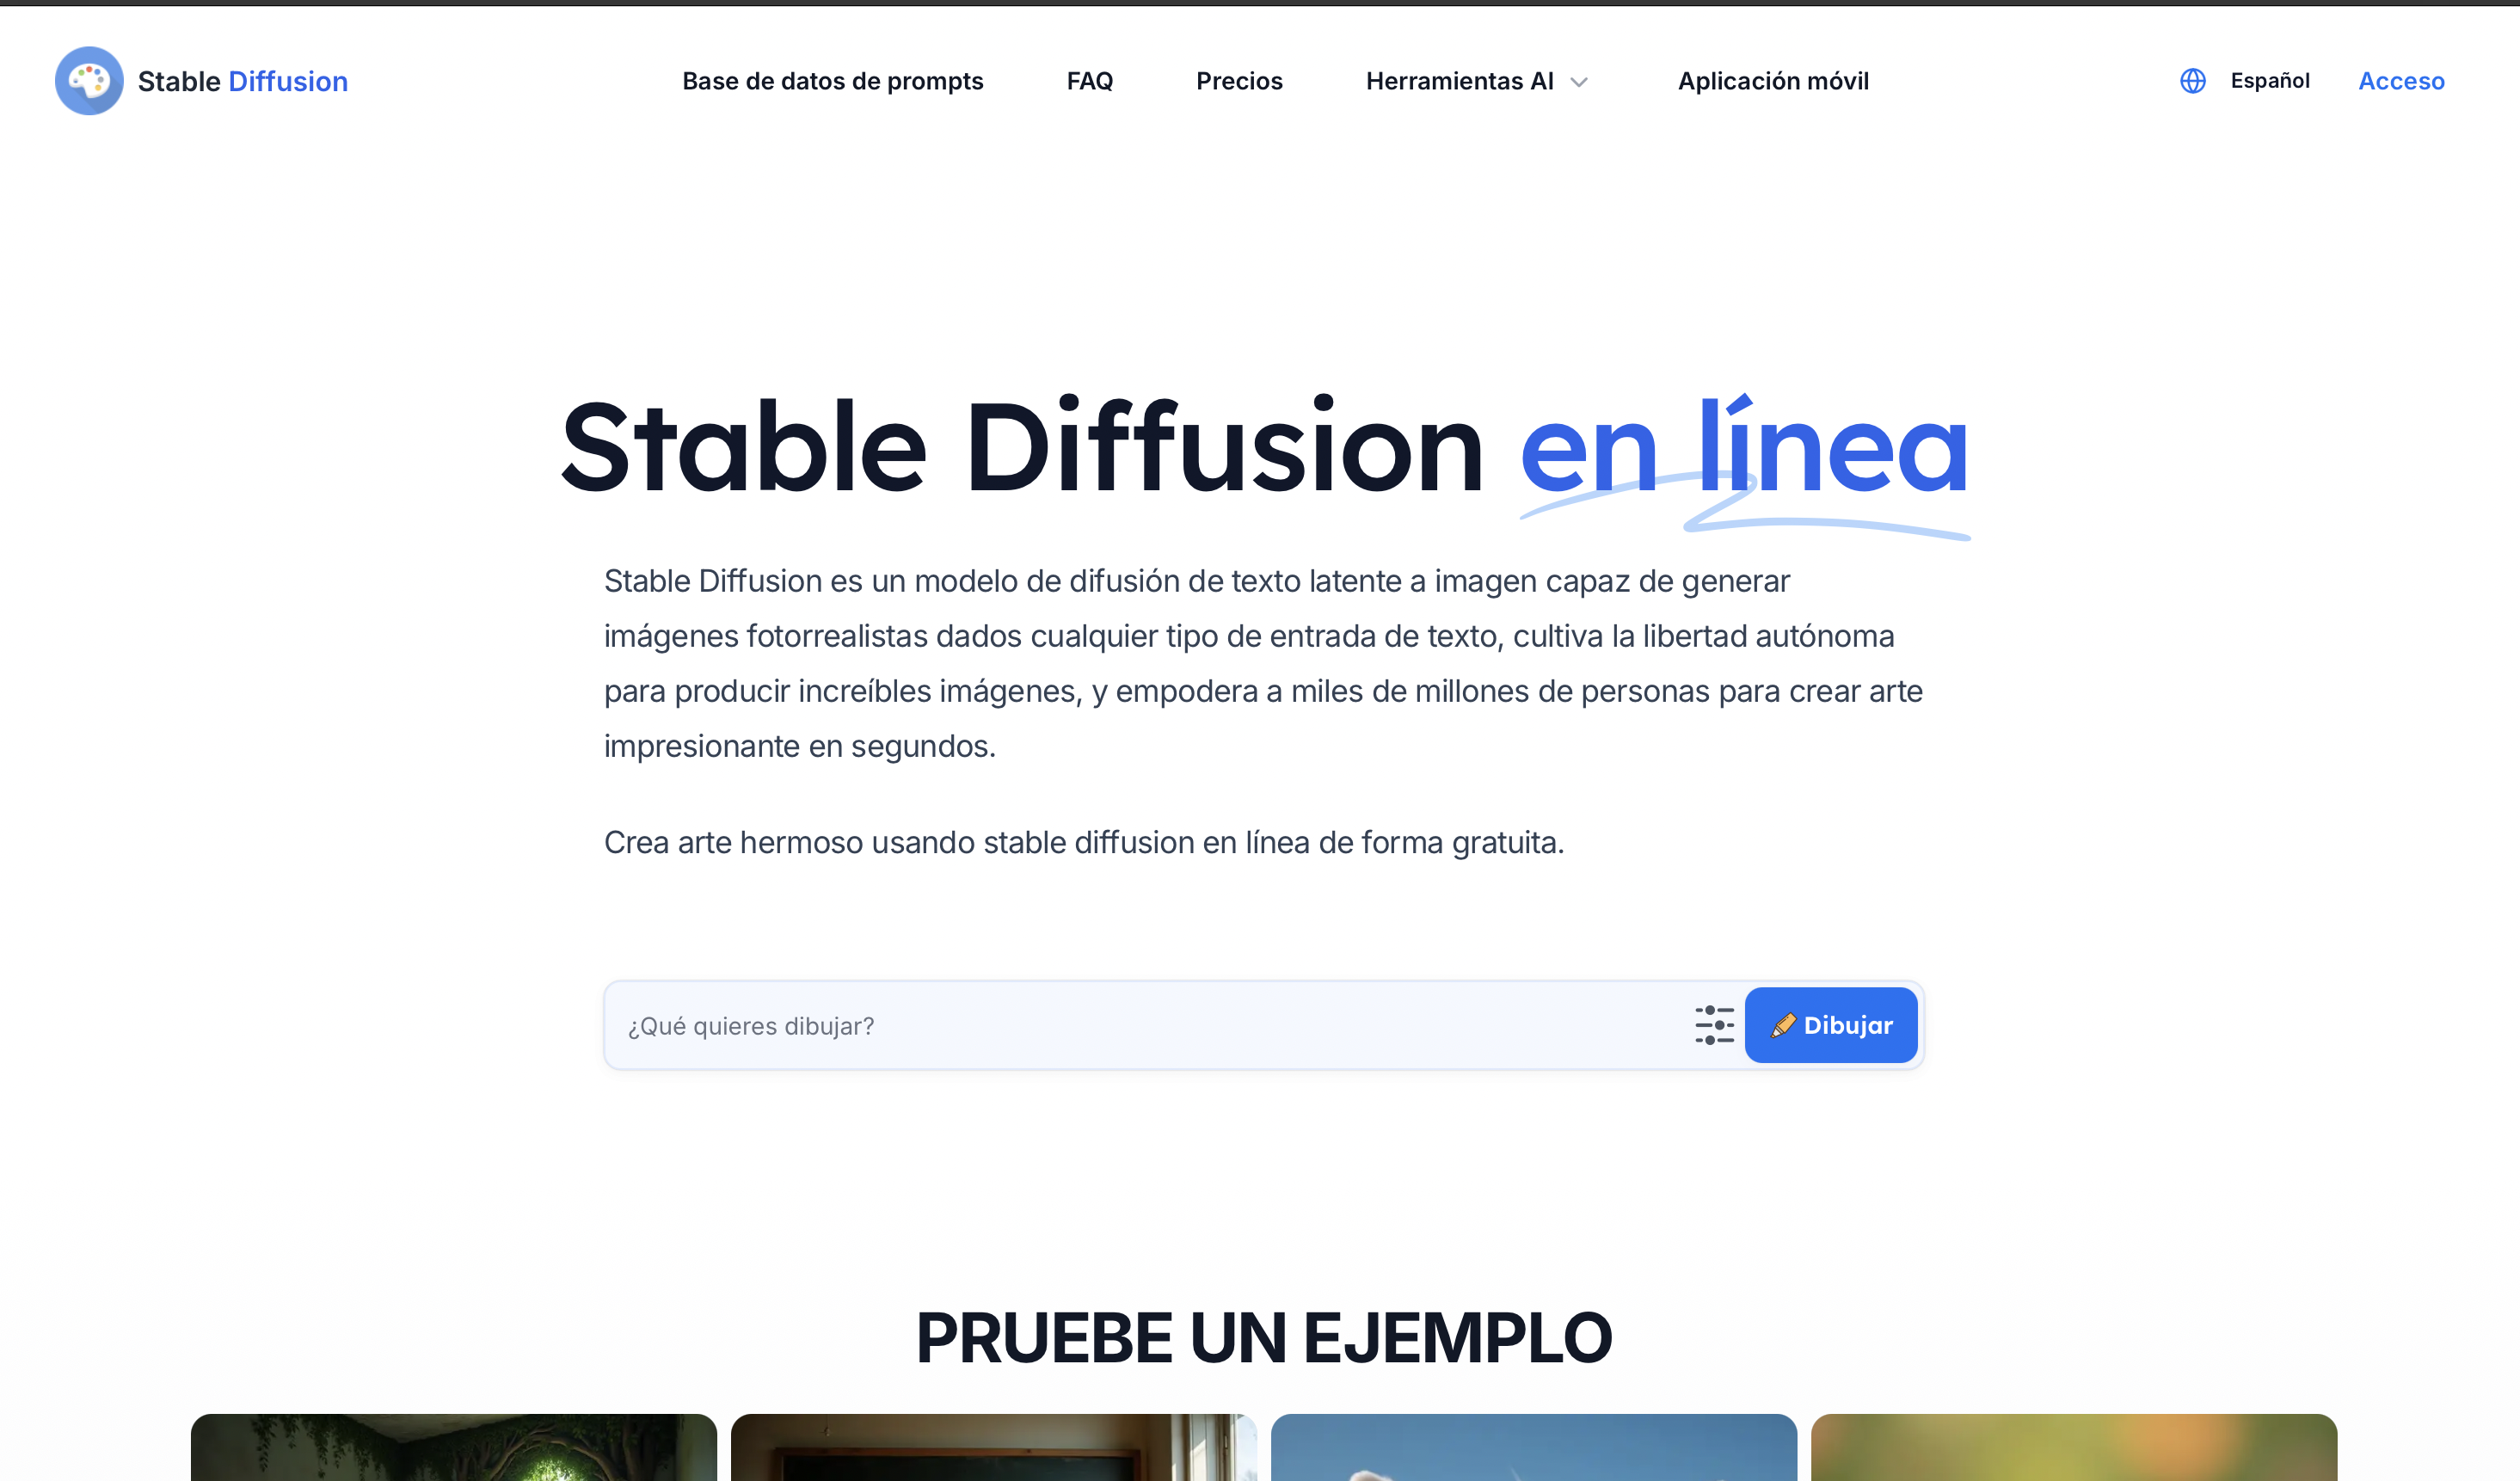 Stable Diffusion
Base de datos de prompts
FAQ
Precios
Herramientas AI
Aplicación móvil
Español
Acceso
Stable Diffusion en línea
Stable Diffusion es un modelo de difusión de texto latente a imagen capaz de generar
imágenes fotorrealistas dados cualquier tipo de entrada de texto, cultiva la libertad autónoma
para producir increíbles imágenes, y empodera a miles de millones de personas para crear arte
impresionante en segundos.
Crea arte hermoso usando stable diffusion en línea de forma gratuita.
¿Qué quieres dibujar?
Dibujar
PRUEBE UN EJEMPLO